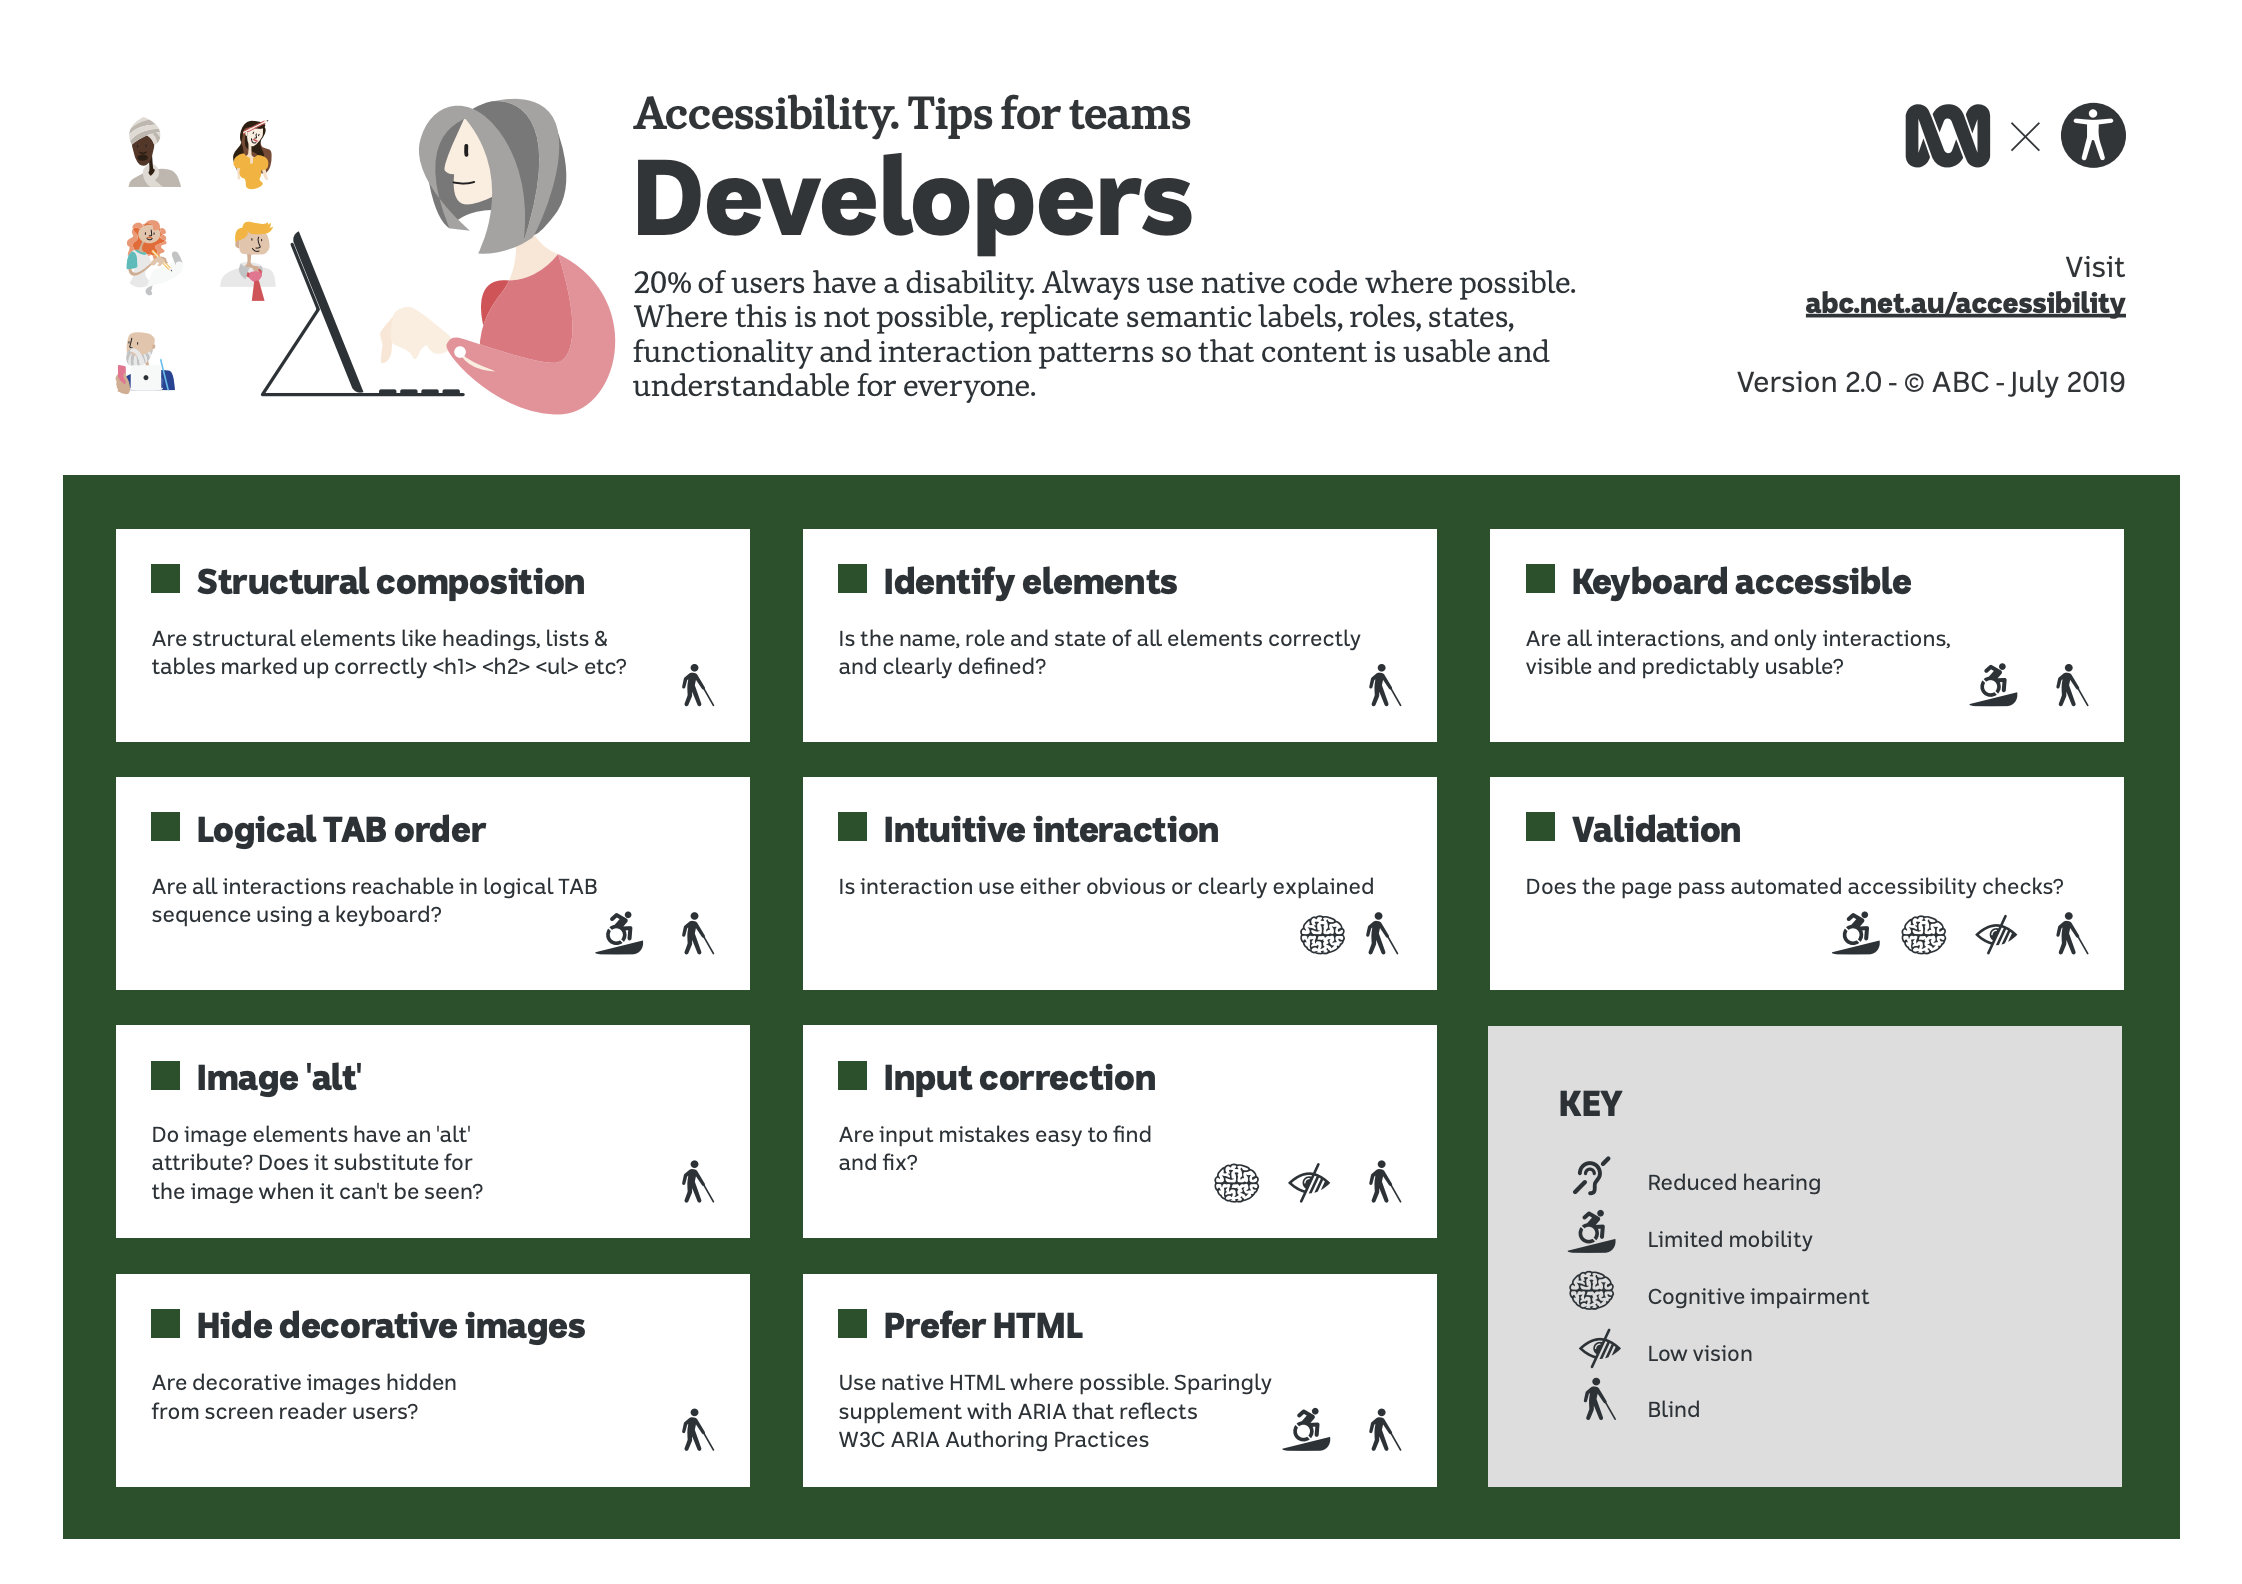 Accessibility. Tips for teams
Developers
20% of users have a disability. Always use native code where possible.
Where this is not possible, replicate semantic labels, roles, states,
functionality and interaction patterns so that content is usable and
understandable for everyone.
Visit
abc.net.au/accessibility
Version 2.0 - © ABC - July 2019
Structural composition
Are structural elements like headings, lists &
tables marked up correctly <h1> <h2> <ul> etc?
Identify elements
Is the name, role and state of all elements correctly
and clearly defined?
Keyboard accessible
Are all interactions, and only interactions,
visible and predictably usable?
Logical TAB order
Are all interactions reachable in logical TAB
sequence using a keyboard?
Intuitive interaction
Is interaction use either obvious or clearly explained
Validation
Does the page pass automated accessibility checks?
Image 'alt'
Do image elements have an 'alt'
attribute? Does it substitute for
the image when it can't be seen?
Input correction
Are input mistakes easy to find
and fix?
Hide decorative images
Are decorative images hidden
from screen reader users?
Prefer HTML
Use native HTML where possible. Sparingly
supplement with ARIA that reflects
W3C ARIA Authoring Practices
KEY
Reduced hearing
Limited mobility
Cognitive impairment
Low vision
Blind